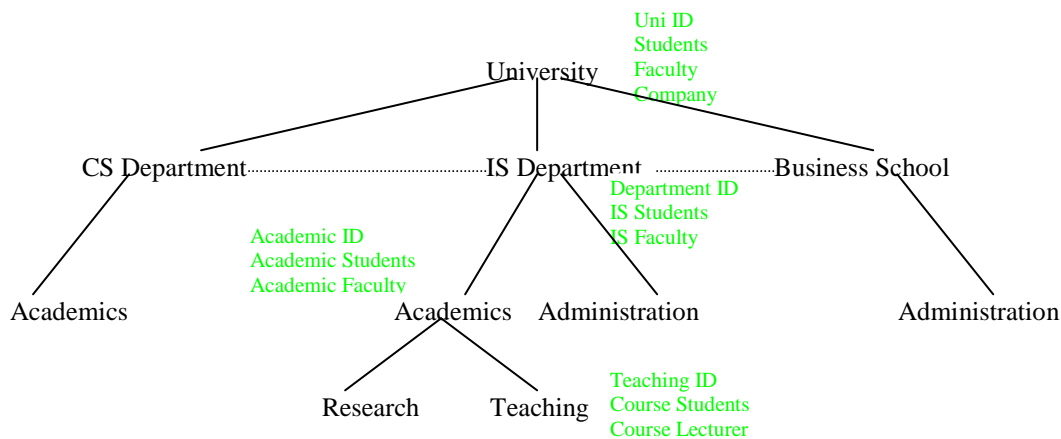 Uni ID
Students
University
Faculty
Company
CS Department
IS Department
Business School
Department ID
IS Students
IS Faculty
Academic ID
Academic Students
Academic Faculty
Academics
Academics
Administration
Administration
Research
Teaching
Teaching ID
Course Students
Course Lecturer